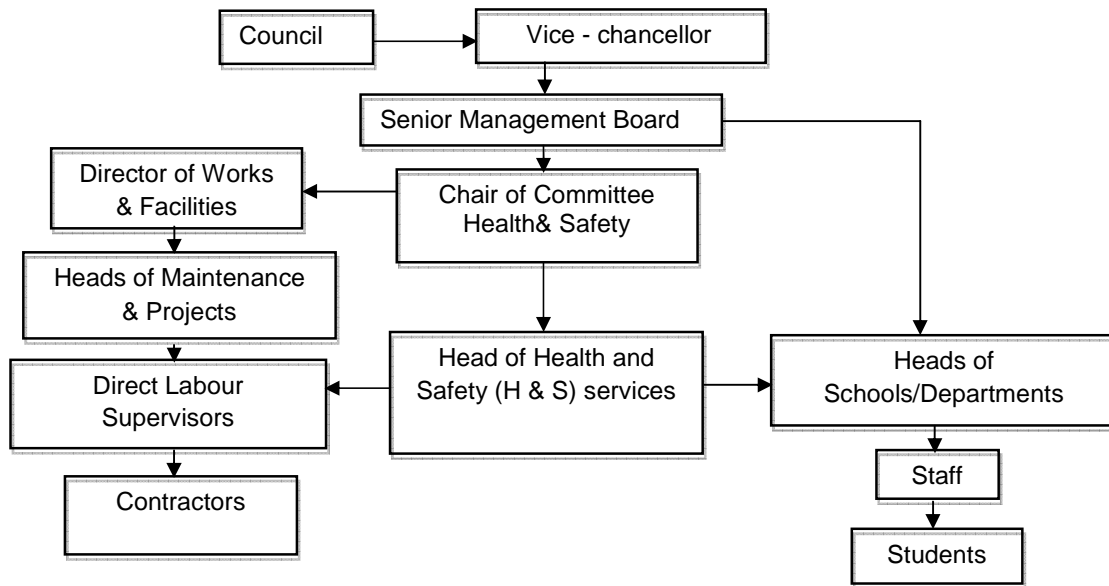 Council
Vice - chancellor
Senior Management Board
Director of Works
& Facilities
Chair of Committee
Health& Safety
Heads of Maintenance
& Projects
Head of Health and
Safety (H & S) services
Heads of
Schools/Departments
Direct Labour
Supervisors
Staff
Contractors
Students